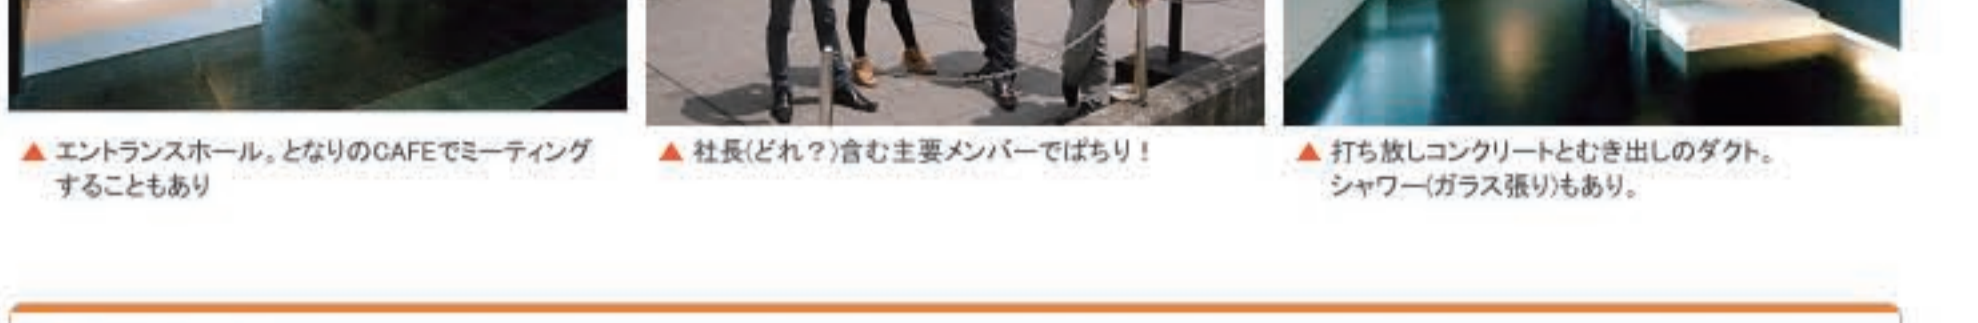 ▲ エントランスホール。となりのCAFEでミーティング
することもあり
▲ 社長(どれ？)含む主要メンバーでぱちり！
▲ 打ち放しコンクリートとむき出しのダクト。
シャワー(ガラス張り)もあり。